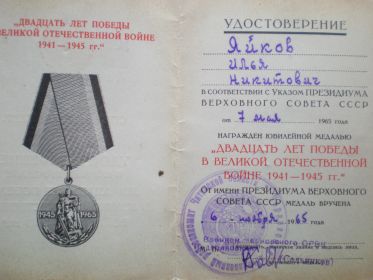 „ДВАДЦАТЬ ЛЕТ ПОБЕДЫ
ВЕЛИКОЙ ОТЕЧЕСТВЕННОЙ ВОЙНЕ
1941—1945 гг."
1945 1965
УДОСТОВЕРЕНИЕ
Яйков
Илья
Никитович
В СООТВЕТСТВИИ С УКАЗОМ ПРЕЗИДИУМА
ВЕРХОВНОГО СОВЕТА СССР
от 7 мая 1965 года
НАГРАЖДЕН ЮБИЛЕЙНОЙ МЕДАЛЬЮ
„ДВАДЦАТЬ ЛЕТ ПОБЕДЫ
В ВЕЛИКОЙ ОТЕЧЕСТВЕННОЙ
ВОЙНЕ 1941—1945 гг."
ОТ ИМЕНИ ПРЕЗИДИУМА ВЕРХОВНОГО
СОВЕТА СССР МЕДАЛЬ ВРУЧЕНА
6 ноября 1965 года